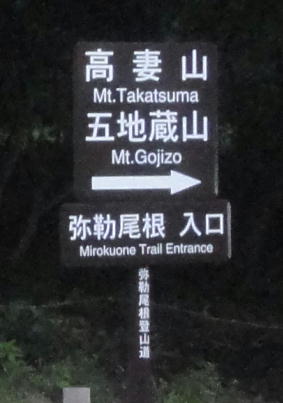 高妻山
Mt.Takatsuma
五地蔵山
Mt.Gojizo
弥勒尾根 入口
Mirokuone Trail Entrance
弥勒尾根登山道